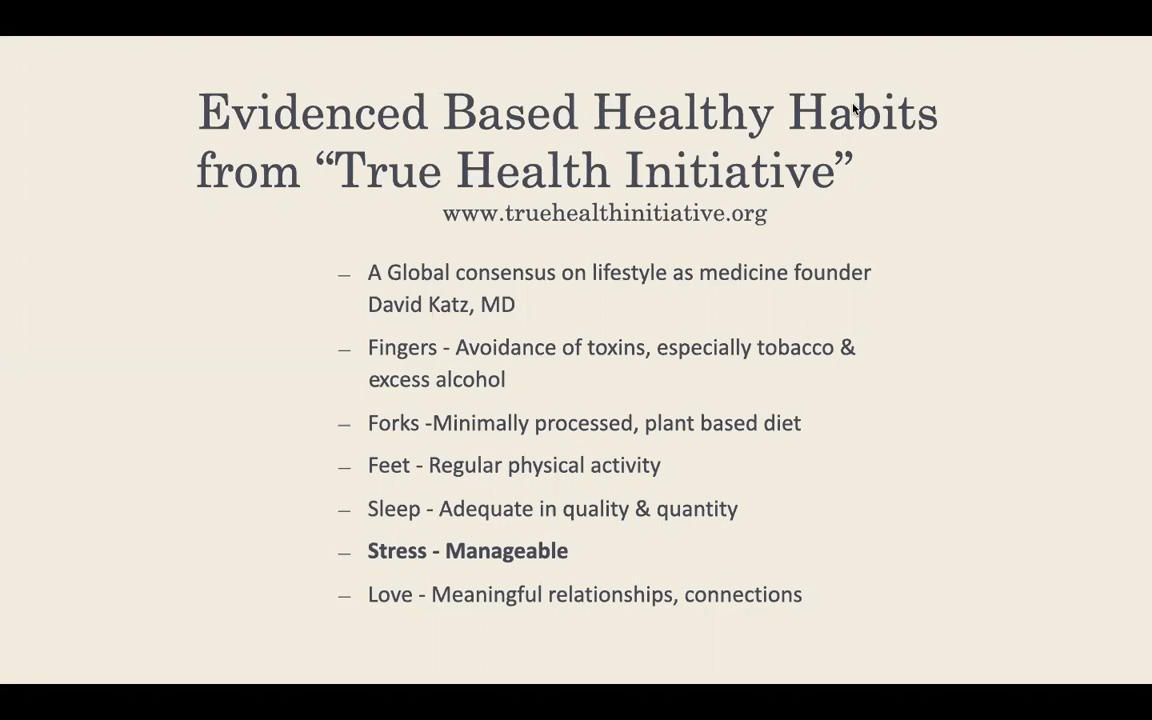 Evidenced Based Healthy Habits
from “True Health Initiative”
www.truehealthinitiative.org
– A Global consensus on lifestyle as medicine founder
David Katz, MD
– Fingers - Avoidance of toxins, especially tobacco &
excess alcohol
– Forks -Minimally processed, plant based diet
– Feet - Regular physical activity
– Sleep - Adequate in quality & quantity
– Stress - Manageable
– Love - Meaningful relationships, connections